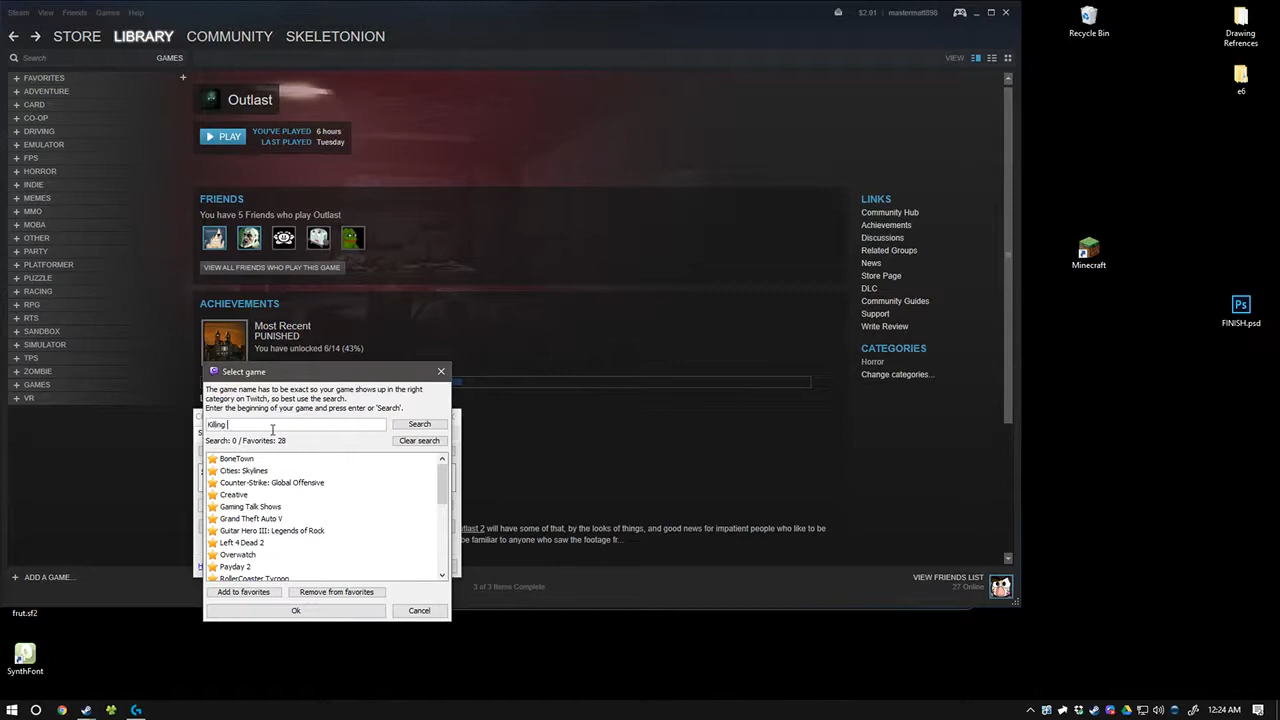 Steam View Friends Games Help
$2.01 mastermatt898
STORE LIBRARY COMMUNITY SKELETONION
Search GAMES
VIEW
FAVORITES
ADVENTURE
CARD
CO-OP
DRIVING
EMULATOR
FPS
HORROR
INDIE
MEMES
MMO
MOBA
OTHER
PARTY
PLATFORMER
PUZZLE
RACING
RPG
RTS
SANDBOX
SIMULATOR
TPS
ZOMBIE
GAMES
VR
ADD A GAME...
Outlast
PLAY
YOU'VE PLAYED 6 hours
LAST PLAYED Tuesday
FRIENDS
You have 5 Friends who play Outlast
VIEW ALL FRIENDS WHO PLAY THIS GAME
ACHIEVEMENTS
Most Recent
PUNISHED
You have unlocked 6/14 (43%)
LINKS
Community Hub
Achievements
Discussions
Related Groups
News
Store Page
DLC
Community Guides
Support
Write Review
CATEGORIES
Horror
Change categories...
Select game
The game name has to be exact so your game shows up in the right
category on Twitch, so best use the search.
Enter the beginning of your game and press enter or 'Search'.
Killing
Search
Search: 0 / Favorites: 28
Clear search
BoneTown
Cities: Skylines
Counter-Strike: Global Offensive
Creative
Gaming Talk Shows
Grand Theft Auto V
Guitar Hero III: Legends of Rock
Left 4 Dead 2
Overwatch
Payday 2
RollerCoaster Tycoon
Add to favorites Remove from favorites
Ok Cancel
utlast 2 will have some of that, by the looks of things, and good news for impatient people who like to be
be familiar to anyone who saw the footage fr...
3 of 3 Items Complete
VIEW FRIENDS LIST
27 Online
Recycle Bin
Drawing
Refrences
e6
Minecraft
FINISH.psd
frut.sf2
SynthFont
12:24 AM